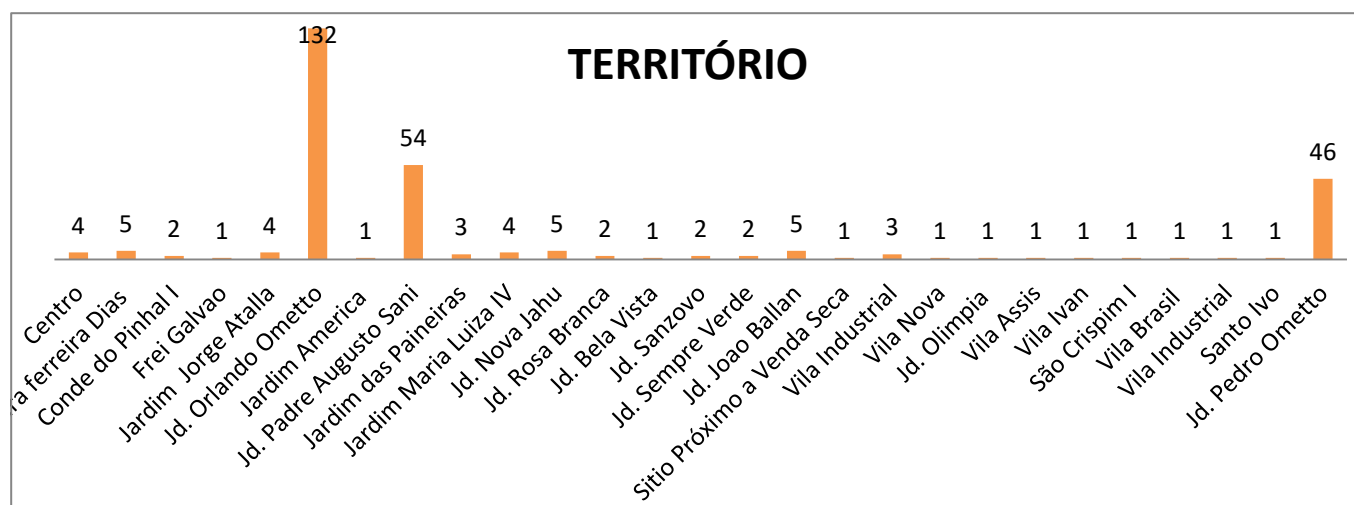 TERRITÓRIO
132
54
46
4
5
2
1
4
1
3
4
5
2
1
2
2
5
1
3
1
1
1
1
1
1
1
1
Centro
ferreira Dias
Conde do Pinhal I
Frei Galvao
Jardim Jorge Atalla
Jd. Orlando Ometto
Jardim America
Jd. Padre Augusto Sani
Jardim das Paineiras
Jardim Maria Luiza IV
Jd. Nova Jahu
Jd. Rosa Branca
Jd. Bela Vista
Jd. Sanzovo
Jd. Sempre Verde
Jd. Joao Ballan
Sitio Próximo a Venda Seca
Vila Industrial
Vila Nova
Jd. Olimpia
Vila Assis
Vila Ivan
São Crispim I
Vila Brasil
Vila Industrial
Santo Ivo
Jd. Pedro Ometto